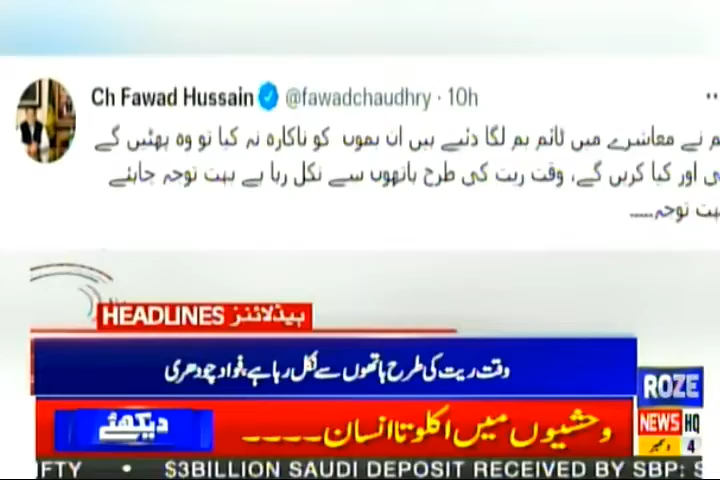 Ch Fawad Hussain @fawadchaudhry · 10h
نے معاشرے میں ٹائم بم لگا دئیے ہیں ان بموں کو ناکارہ نہ کیا تو وہ پھٹیں گے
اور کیا کریں گے، وقت ریت کی طرح ہاتھوں سے نکل رہا ہے بہت توجہ چاہئے
توجہ.....
HEADLINES ہیڈلائنز
وقت ریت کی طرح ہاتھوں سے نکل رہا ہے، فواد چودھری
ROZE
NEWS HQ
وحشیوں میں اکلوتا انسان ----
دیکھئے
4 دسمبر
$3BILLION SAUDI DEPOSIT RECEIVED BY SBP: